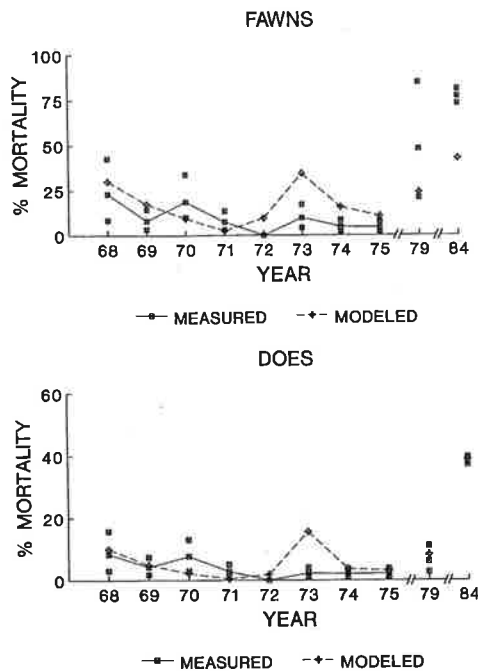 FAWNS
100
75
50
25
0
% MORTALITY
68 69 70 71 72 73 74 75 79 84
YEAR
MEASURED MODELED
DOES
60
40
20
0
% MORTALITY
68 69 70 71 72 73 74 75 79 84
YEAR
MEASURED MODELED